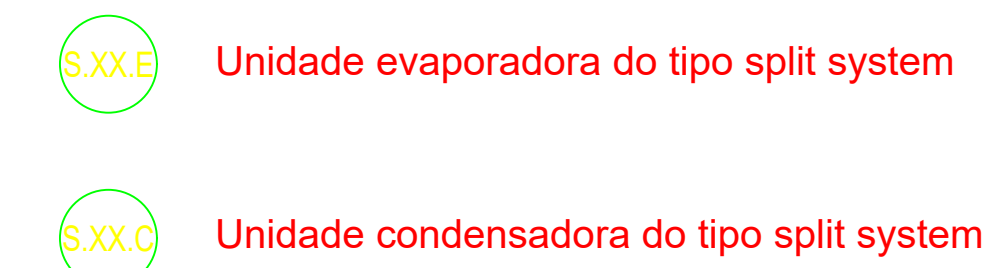 S.XX.E Unidade evaporadora do tipo split system
S.XX.C Unidade condensadora do tipo split system